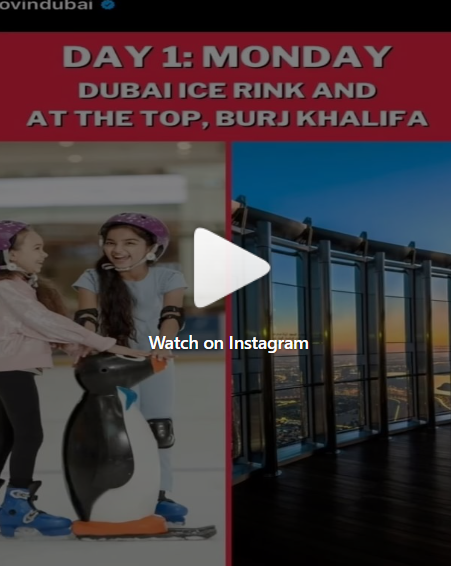 ovindubai
DAY 1: MONDAY
DUBAI ICE RINK AND
AT THE TOP, BURJ KHALIFA
Watch on Instagram